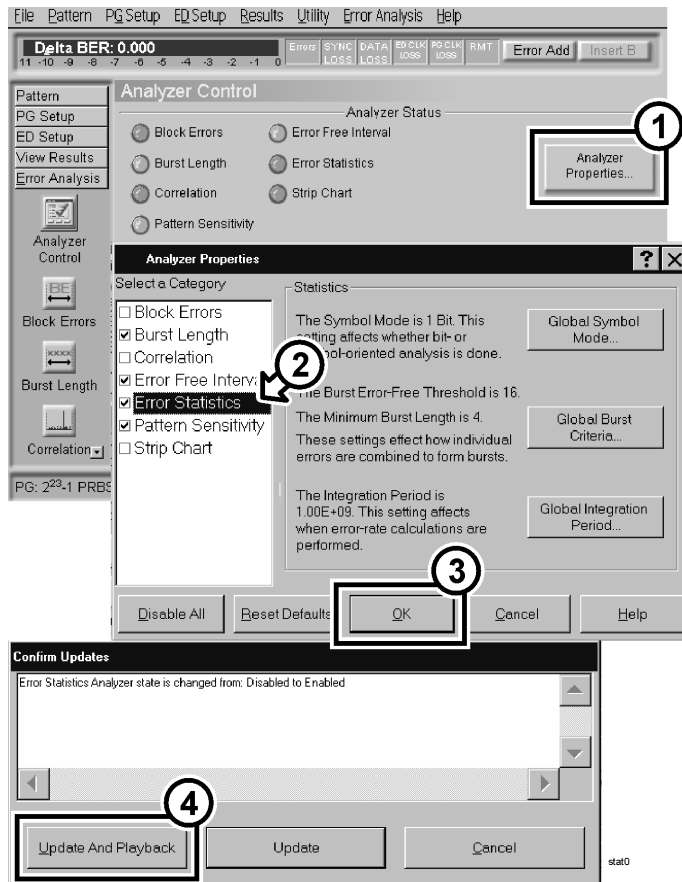 File Pattern PG Setup ED Setup Results Utility Error Analysis Help
Delta BER: 0.000
11 -10 -9 -8 -7 -6 -5 -4 -3 -2 -1 0
Errors SYNC LOSS DATA LOSS ED CLK LOSS PG CLK LOSS RMT Error Add Insert B
Pattern
PG Setup
ED Setup
View Results
Error Analysis
Analyzer Control
BE
Block Errors
xxxx
Burst Length
Correlation
PG: 2^23-1 PRBS
Analyzer Control
Analyzer Status
Block Errors
Error Free Interval
Burst Length
Error Statistics
Correlation
Strip Chart
Pattern Sensitivity
Analyzer Properties...
1
Analyzer Properties
? X
Select a Category
Block Errors
Burst Length
Correlation
Error Free Interva
Error Statistics
Pattern Sensitivity
Strip Chart
2
Statistics
The Symbol Mode is 1 Bit. This
setting affects whether bit- or
bol-oriented analysis is done.
The Burst Error-Free Threshold is 16.
The Minimum Burst Length is 4.
These settings effect how individual
errors are combined to form bursts.
The Integration Period is
1.00E+09. This setting affects
when error-rate calculations are
performed.
Global Symbol
Mode...
Global Burst
Criteria...
Global Integration
Period...
3
Disable All
Reset Defaults
OK
Cancel
Help
Confirm Updates
Error Statistics Analyzer state is changed from: Disabled to Enabled
4
Update And Playback
Update
Cancel
stat0